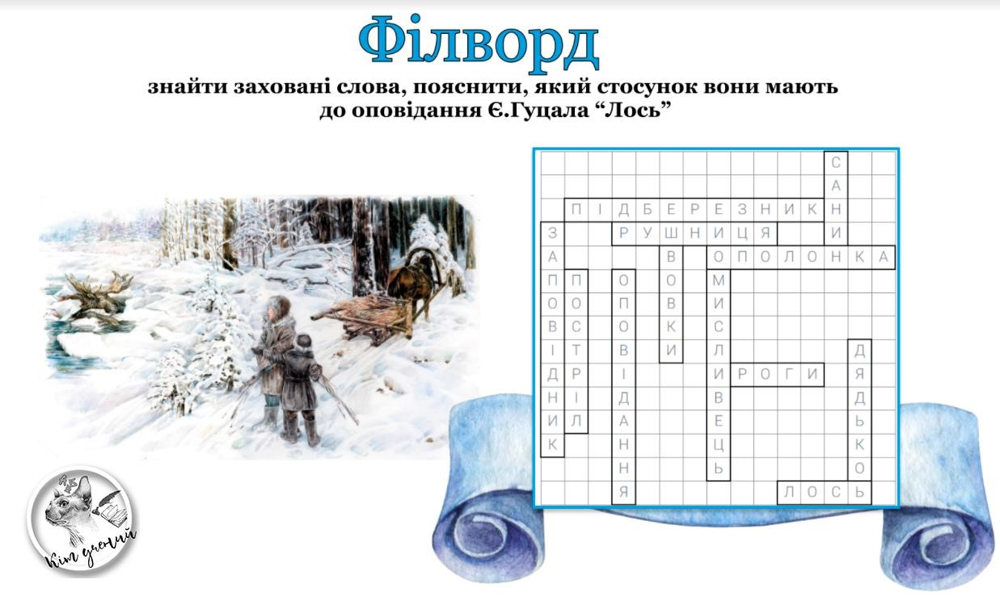 Філворд
знайти заховані слова, пояснити, який стосунок вони мають
до оповідання Є.Гуцала “Лось”
С
А
П І Д Б Е Р Е З Н И К Н
З Р У Ш Н И Ц Я И
А В О П О Л О Н К А
П П О О М
О О П В И
В С О К С
І Т В И Л Д
Д Р І И Р О Г И Я
Н І Д В Д
И Л А Е Ь
К Н Ц К
Н Ь О
Я Л О С Ь
Кіт учений